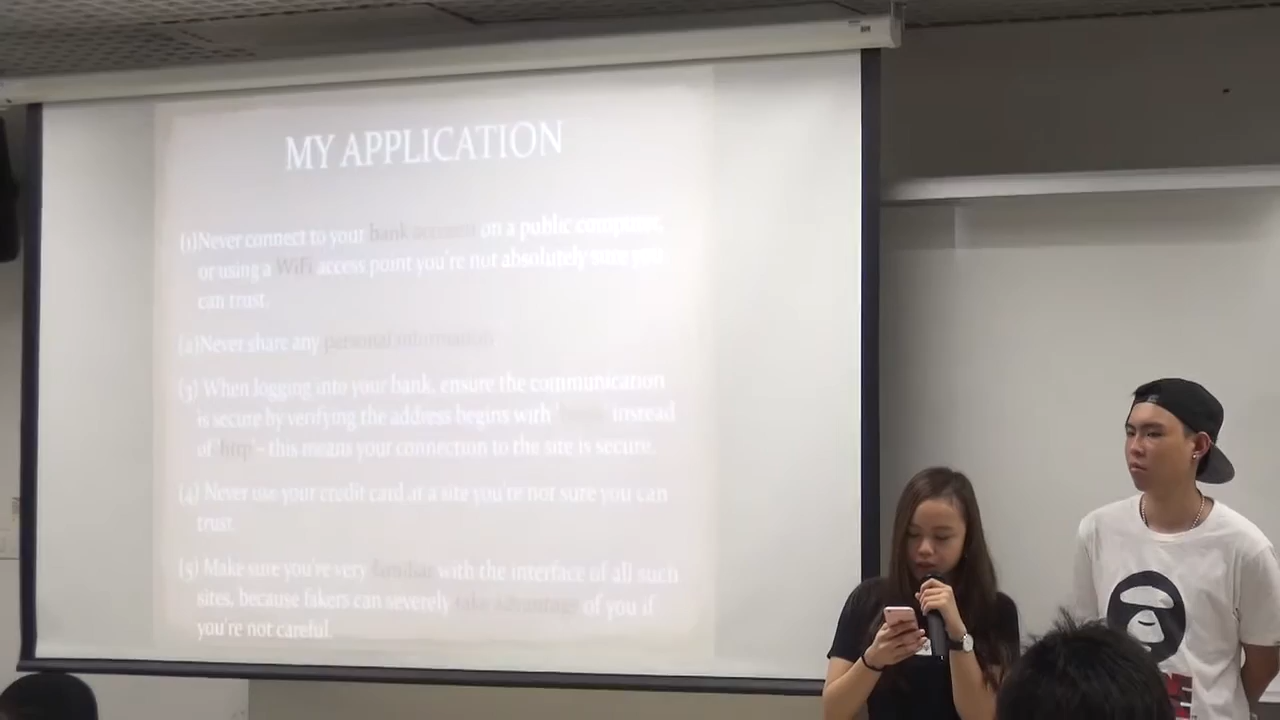 MY APPLICATION
(1)Never connect to your bank account on a public computer,
or using a WiFi access point you're not absolutely sure you
can trust.
(2)Never share any personal information
(3) When logging into your bank, ensure the communication
is secure by verifying the address begins with instead
of 'http' - this means your connection to the site is secure.
(4) Never use your credit card at a site you're not sure you can
trust.
(5) Make sure you're very familiar with the interface of all such
sites, because fakers can severely take advantage of you if
you're not careful.